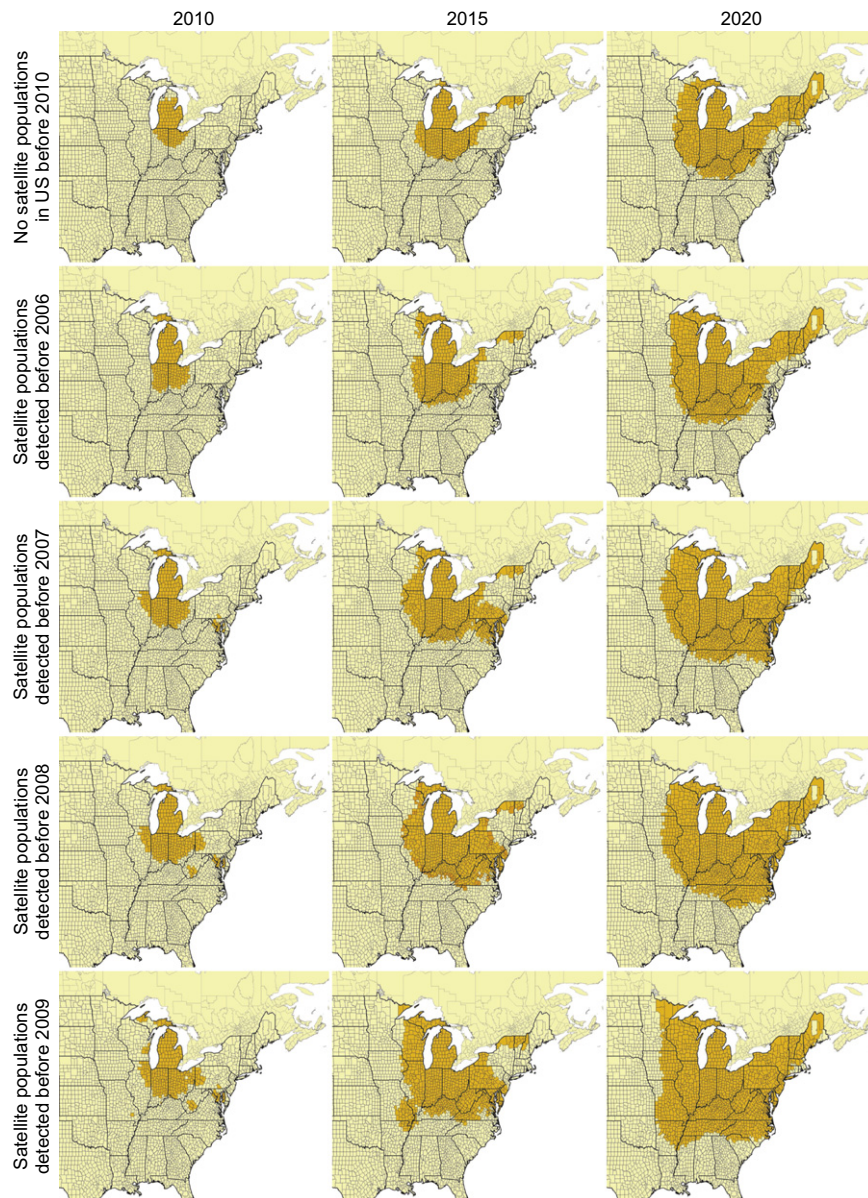 2010 2015 2020
No satellite populations
in US before 2010
Satellite populations
detected before 2006
Satellite populations
detected before 2007
Satellite populations
detected before 2008
Satellite populations
detected before 2009